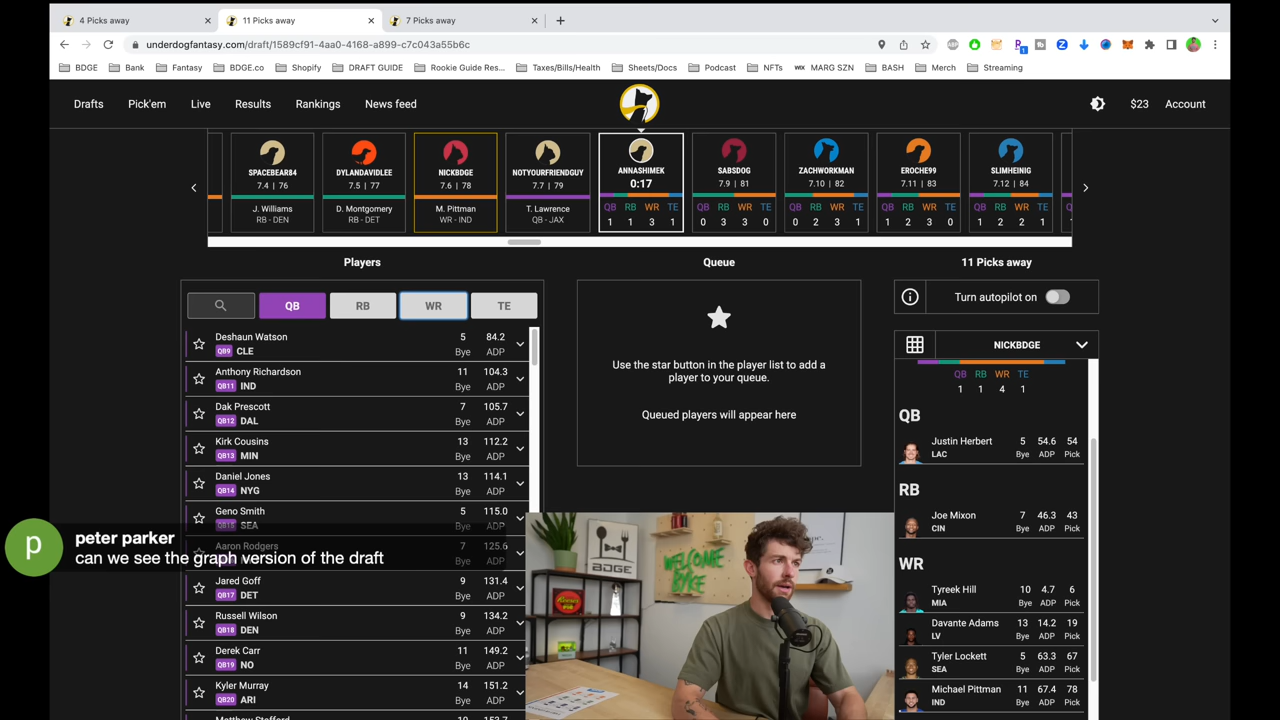 4 Picks away
11 Picks away
7 Picks away
underdogfantasy.com/draft/1589cf91-4aa0-4168-a899-c7c043a55b6c
BDGE
Bank
Fantasy
BDGE.co
Shopify
DRAFT GUIDE
Rookie Guide Res...
Taxes/Bills/Health
Sheets/Docs
Podcast
NFTs
WIX MARG SZN
BASH
Merch
Streaming
Drafts
Pick'em
Live
Results
Rankings
News feed
$23
Account
SPACEBEAR84
7.4 | 76
J. Williams
RB - DEN
DYLANDAVIDLEE
7.5 | 77
D. Montgomery
RB - DET
NICKBDGE
7.6 | 78
M. Pittman
WR - IND
NOTYOURFRIENDGUY
7.7 | 79
T. Lawrence
QB - JAX
ANNASHIMEK
0:17
QB RB WR TE
1 1 3 1
SABSDOG
7.9 | 81
QB RB WR TE
0 3 3 0
ZACHWORKMAN
7.10 | 82
QB RB WR TE
0 2 3 1
EROCHE99
7.11 | 83
QB RB WR TE
1 2 3 0
SLIMHEINIG
7.12 | 84
QB RB WR TE
1 2 2 1
Players
Queue
11 Picks away
QB
RB
WR
TE
Deshaun Watson 5 84.2
QB9 CLE Bye ADP
Anthony Richardson 11 104.3
QB11 IND Bye ADP
Dak Prescott 7 105.7
QB12 DAL Bye ADP
Kirk Cousins 13 112.2
QB13 MIN Bye ADP
Daniel Jones 13 114.1
QB14 NYG Bye ADP
Geno Smith 5 115.0
QB15 SEA Bye ADP
Aaron Rodgers 7 125.6
Bye ADP
Jared Goff 9 131.4
QB17 DET Bye ADP
Russell Wilson 9 134.2
QB18 DEN Bye ADP
Derek Carr 11 149.2
QB19 NO Bye ADP
Kyler Murray 14 151.2
QB20 ARI Bye ADP
Matthew Stafford 10 153.7
Use the star button in the player list to add a
player to your queue.
Queued players will appear here
Turn autopilot on
NICKBDGE
QB RB WR TE
1 1 4 1
QB
Justin Herbert 5 54.6 54
LAC Bye ADP Pick
RB
Joe Mixon 7 46.3 43
CIN Bye ADP Pick
WR
Tyreek Hill 10 4.7 6
MIA Bye ADP Pick
Davante Adams 13 14.2 19
LV Bye ADP Pick
Tyler Lockett 5 63.3 67
SEA Bye ADP Pick
Michael Pittman 11 67.4 78
IND Bye ADP Pick
p
peter parker
can we see the graph version of the draft
BDGE
WELCOME
BYKE